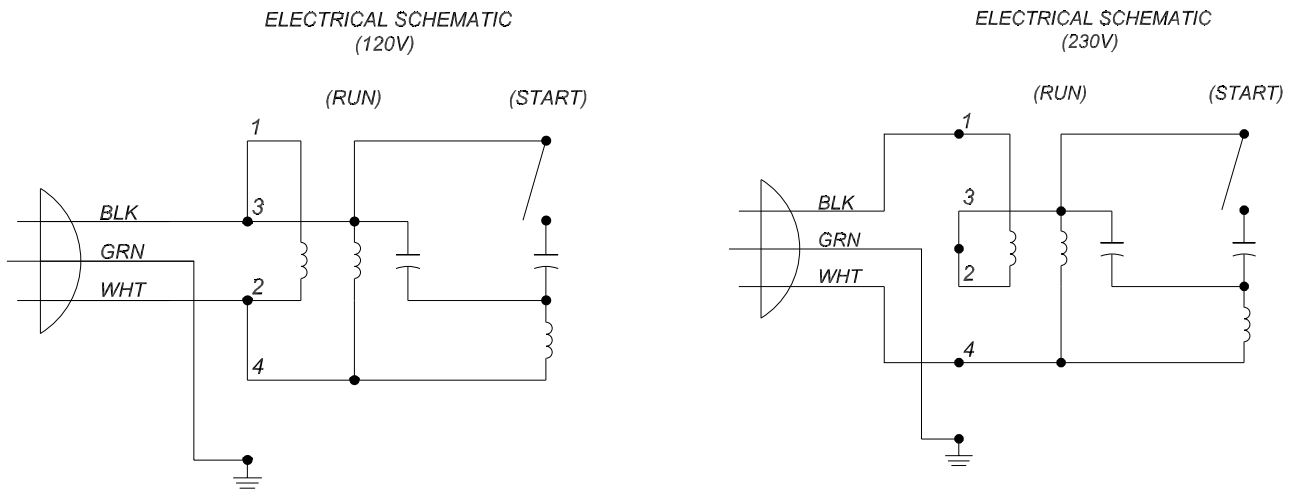 ELECTRICAL SCHEMATIC
(120V)
(RUN) (START)
1
BLK 3
GRN
WHT 2
4
ELECTRICAL SCHEMATIC
(230V)
(RUN) (START)
1
BLK 3
GRN
2
WHT
4